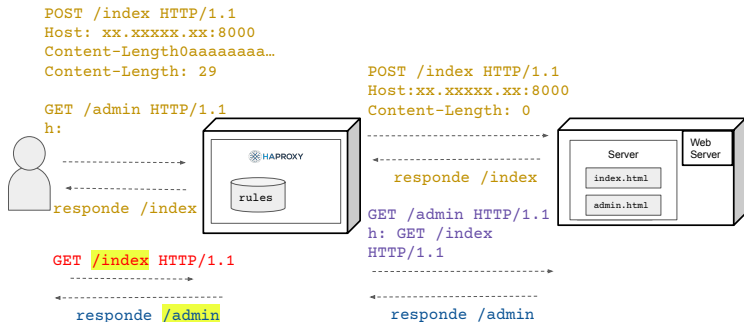 POST /index HTTP/1.1
Host: xx.xxxxx.xx:8000
Content-Length0aaaaaaaa…
Content-Length: 29
GET /admin HTTP/1.1
h:
responde /index
GET /index HTTP/1.1
responde /admin
HAPROXY
rules
POST /index HTTP/1.1
Host:xx.xxxxx.xx:8000
Content-Length: 0
responde /index
GET /admin HTTP/1.1
h: GET /index
HTTP/1.1
responde /admin
Server
Web
Server
index.html
admin.html